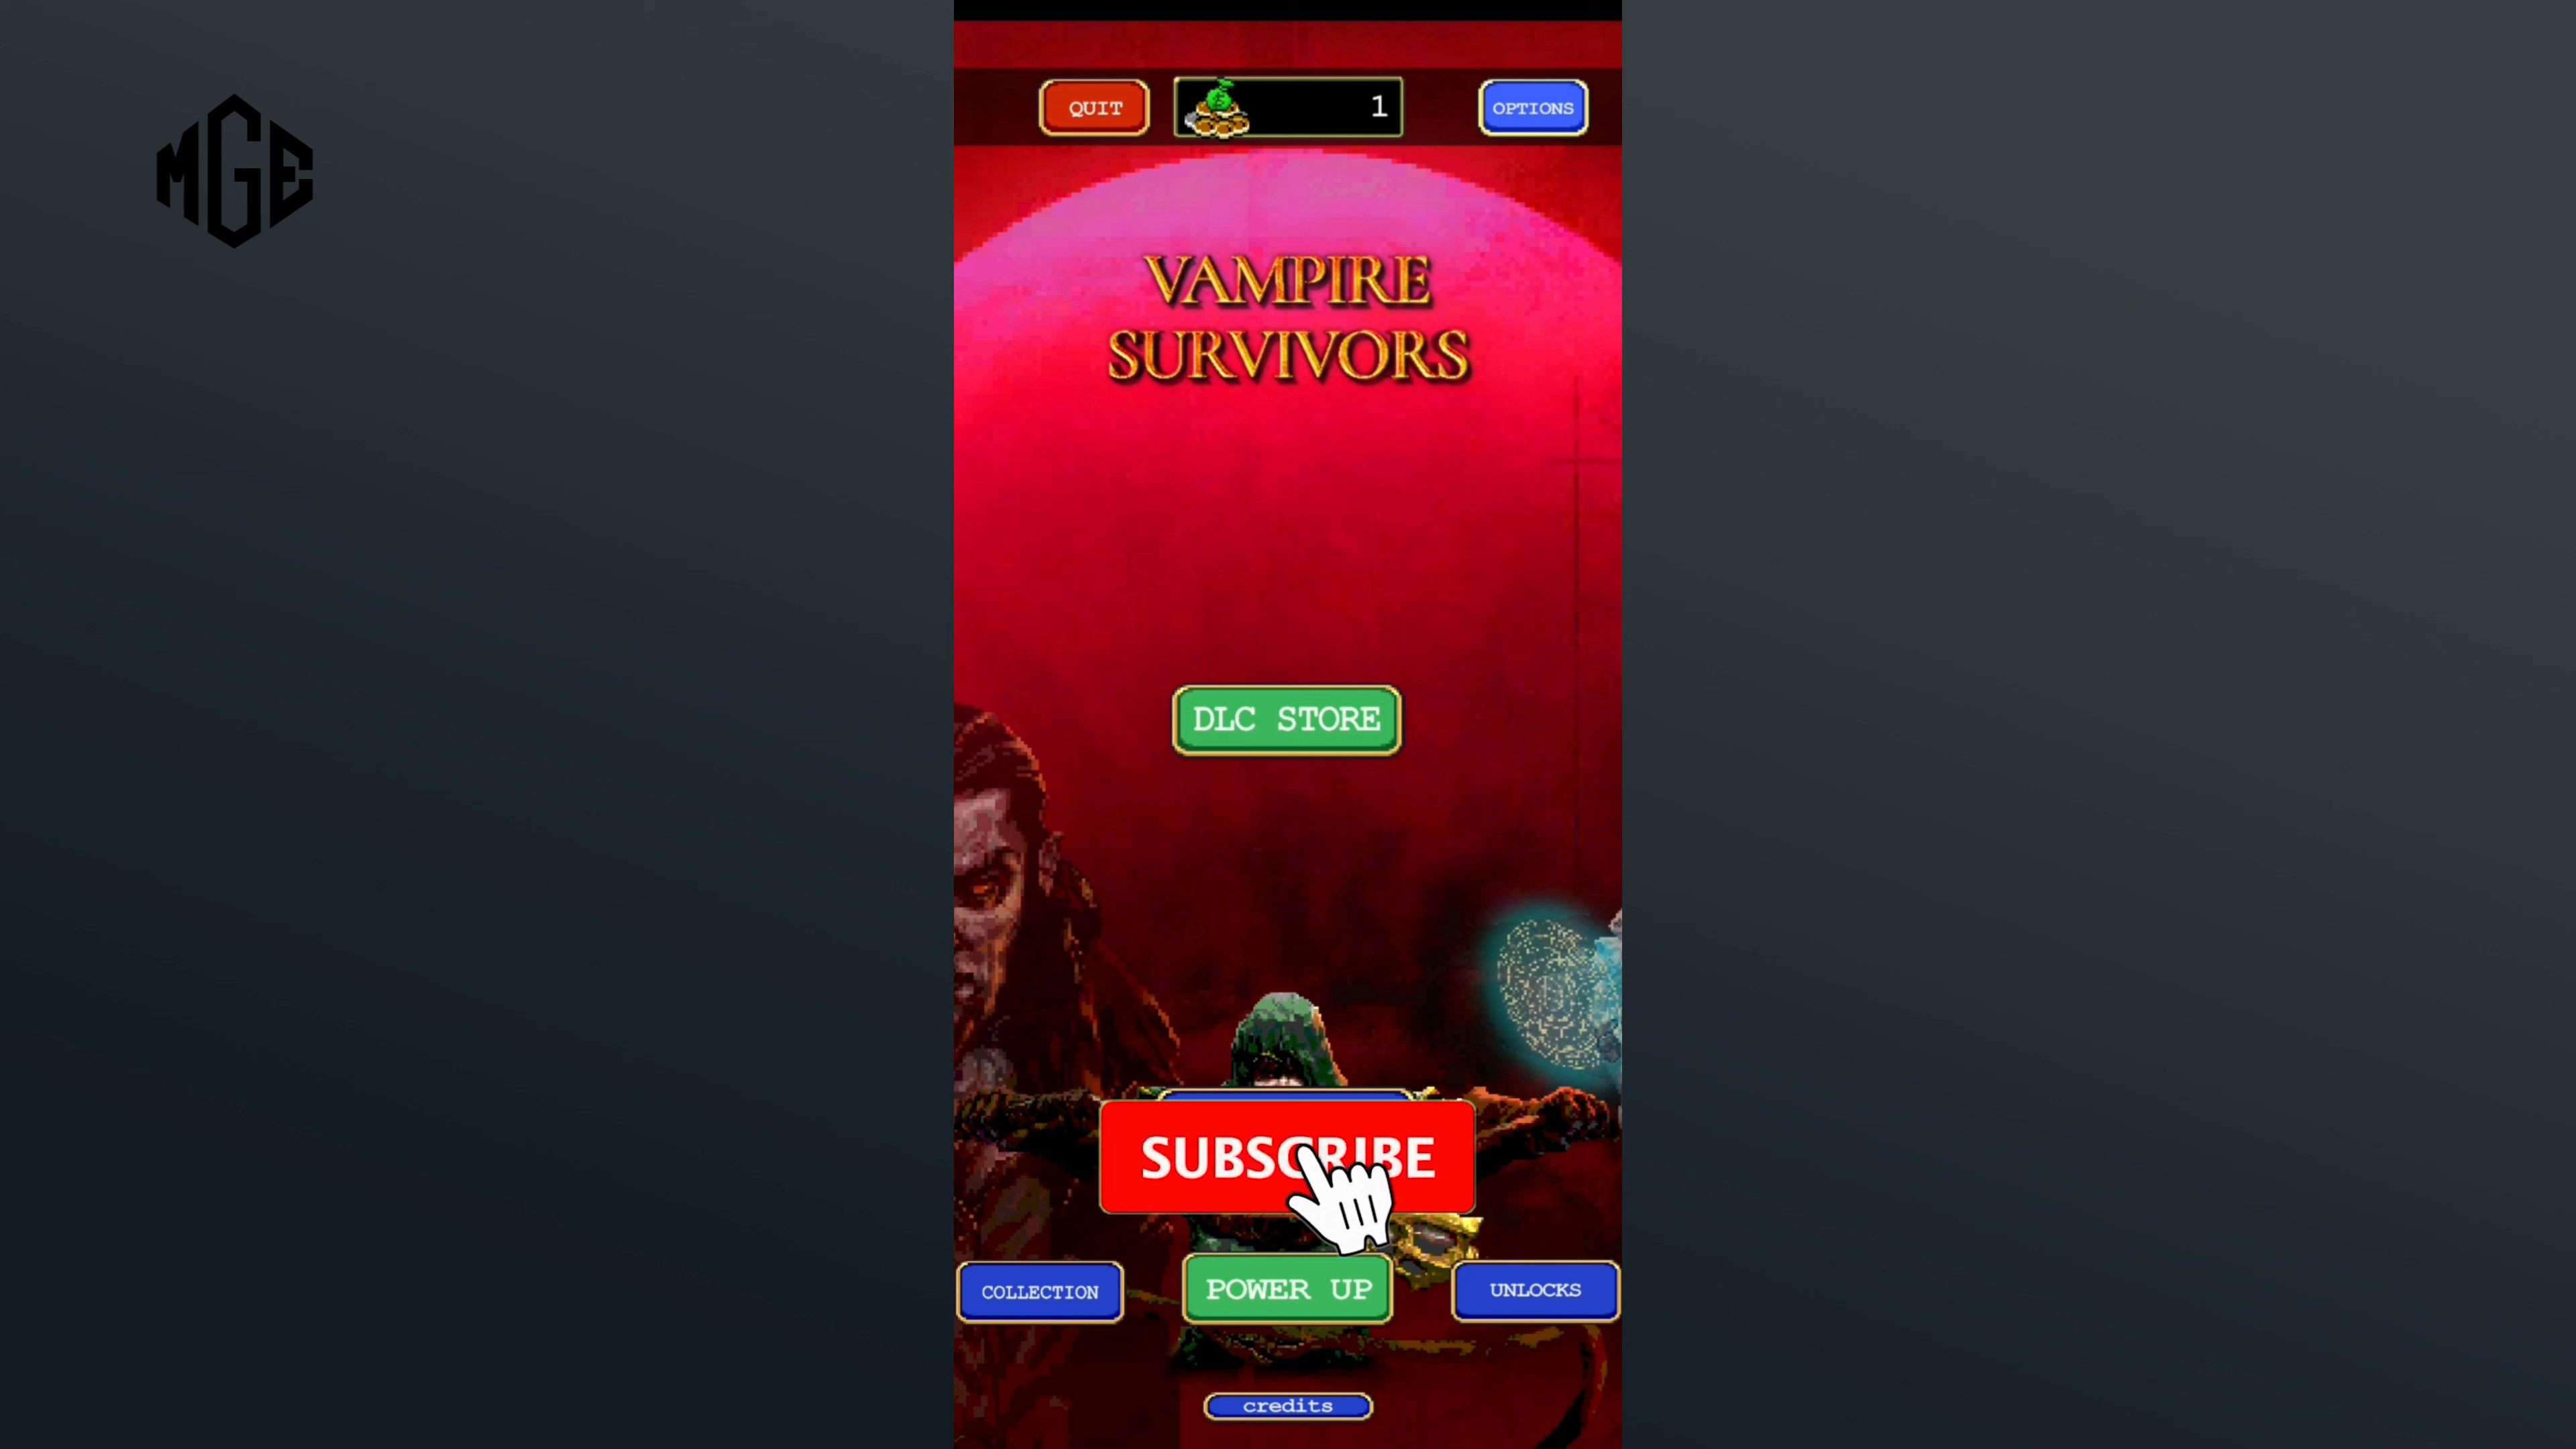 MGE
QUIT
1
OPTIONS
VAMPIRE
SURVIVORS
DLC STORE
SUBSCRIBE
COLLECTION
POWER UP
UNLOCKS
credits